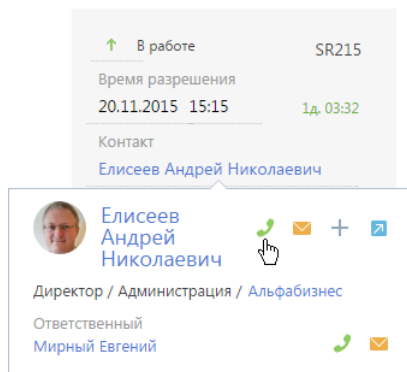 В работе SR215
Время разрешения
20.11.2015 15:15 1д, 03:32
Контакт
Елисеев Андрей Николаевич
Елисеев
Андрей
Николаевич
Директор / Администрация / Альфабизнес
Ответственный
Мирный Евгений